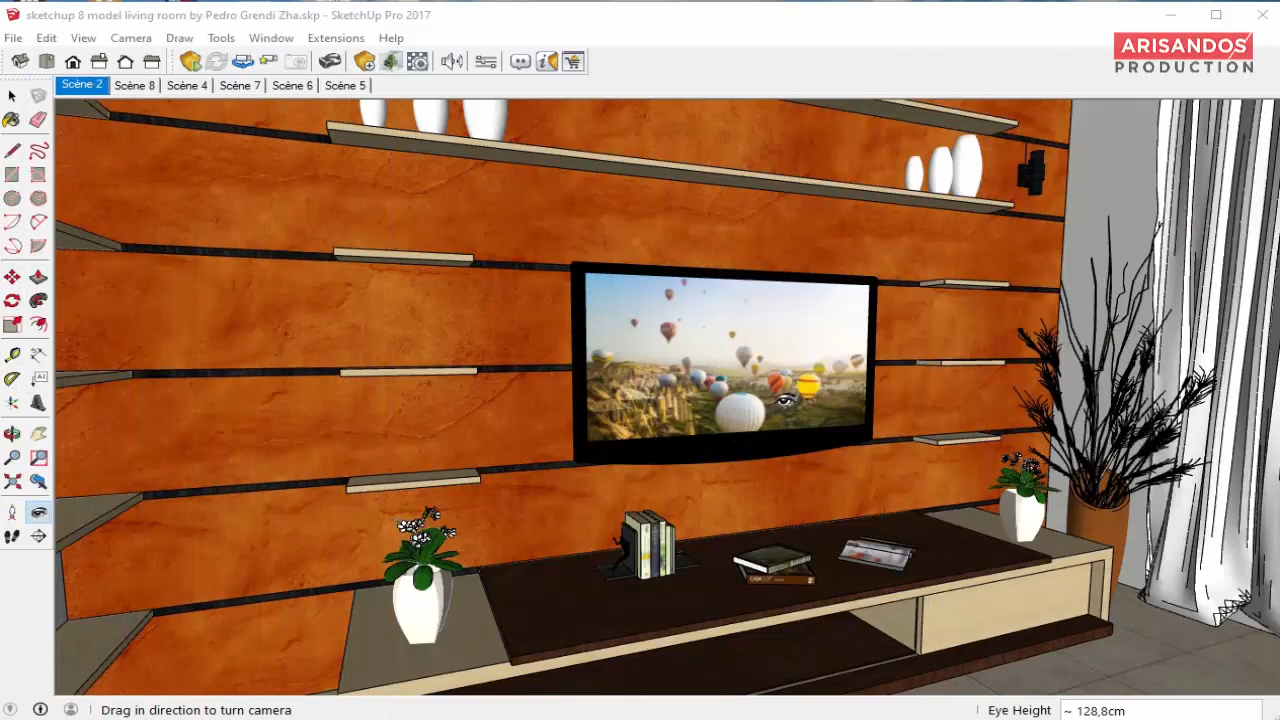 sketchup 8 model living room by Pedro Grendi Zha.skp - SketchUp Pro 2017
File Edit View Camera Draw Tools Window Extensions Help
ARISANDOS
PRODUCTION
Scène 2 Scène 8 Scène 4 Scène 7 Scène 6 Scène 5
Drag in direction to turn camera
Eye Height ~ 128,8cm